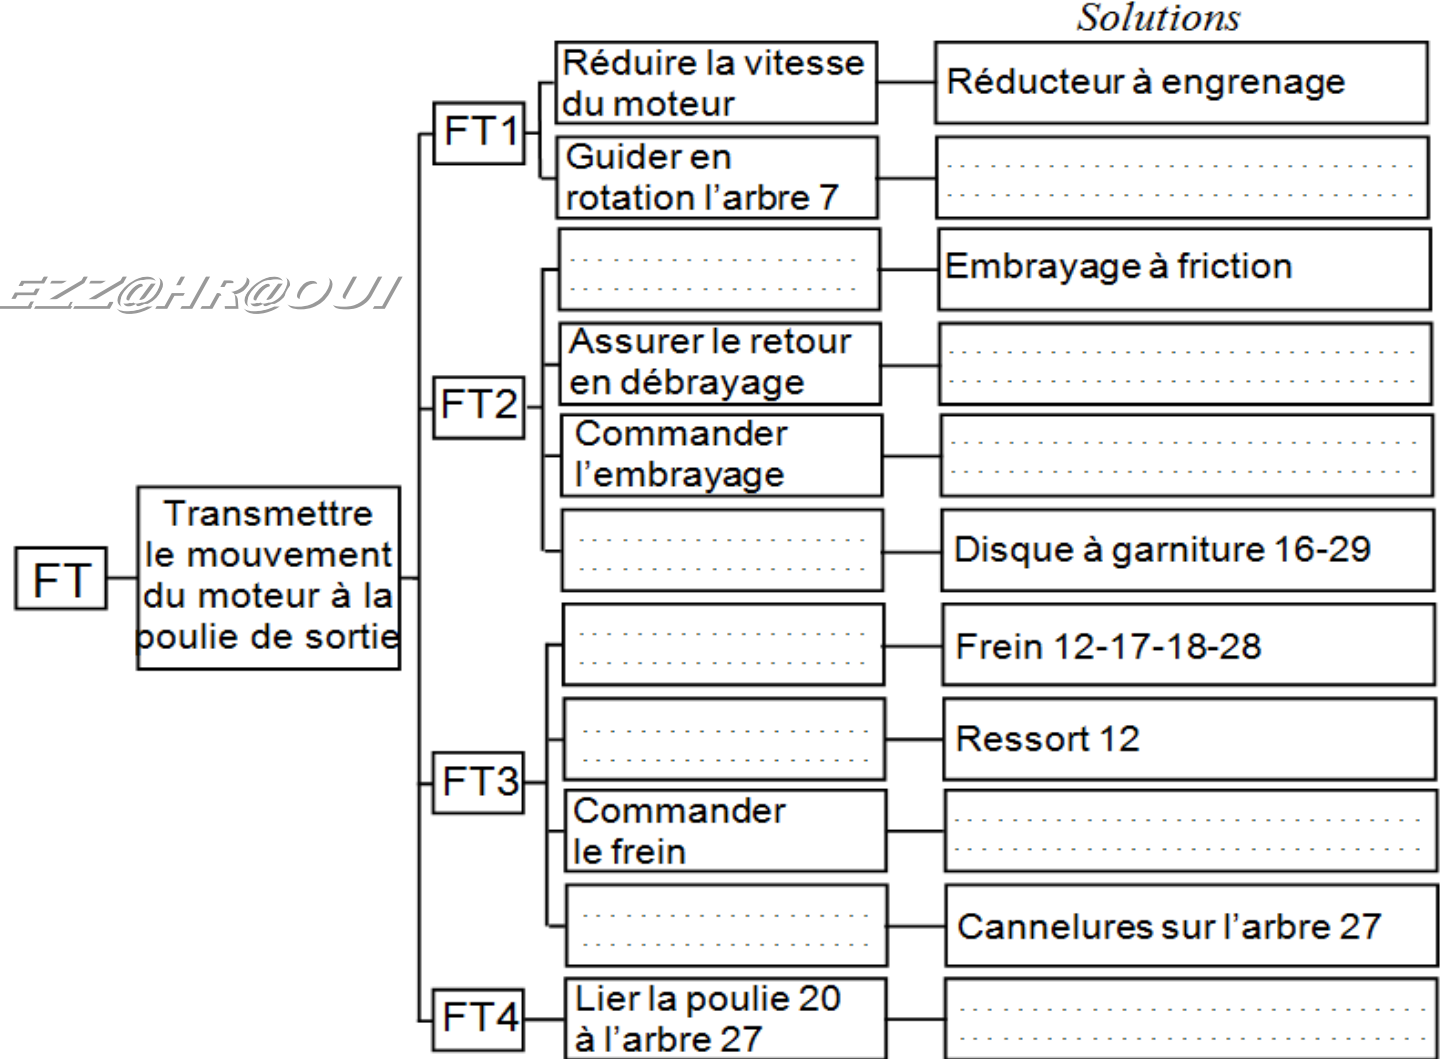 Solutions
Réduire la vitesse
du moteur
Réducteur à engrenage
FT1
Guider en
rotation l'arbre 7
Embrayage à friction
EZZ@HR@OUI
Assurer le retour
en débrayage
FT2
Commander
l'embrayage
Transmettre
le mouvement
du moteur à la
poulie de sortie
FT
Disque à garniture 16-29
Frein 12-17-18-28
Ressort 12
FT3
Commander
le frein
Cannelures sur l'arbre 27
FT4
Lier la poulie 20
à l'arbre 27